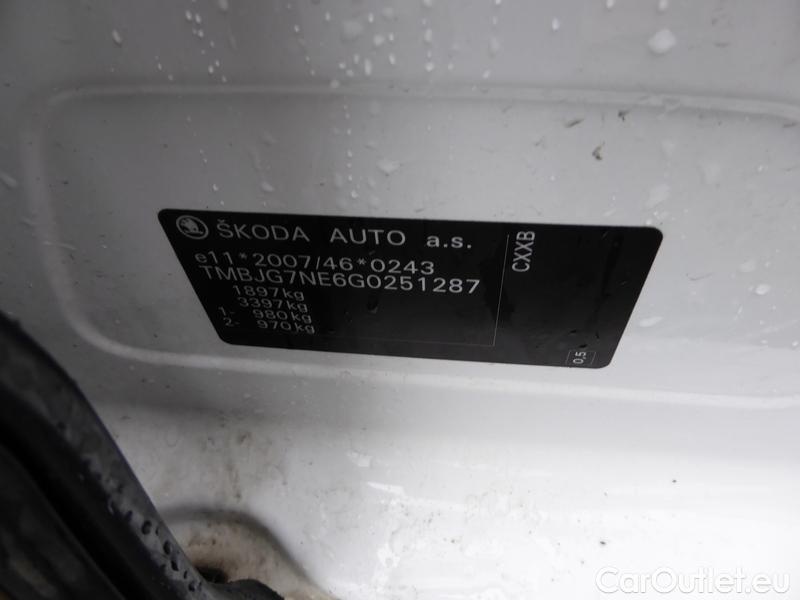 ŠKODA AUTO a.s.
e11*2007/46*0243
TMBJG7NE6G0251287
1897kg
3397kg
1- 980kg
2- 970kg
CXXB
0,5
CarOutlet.eu